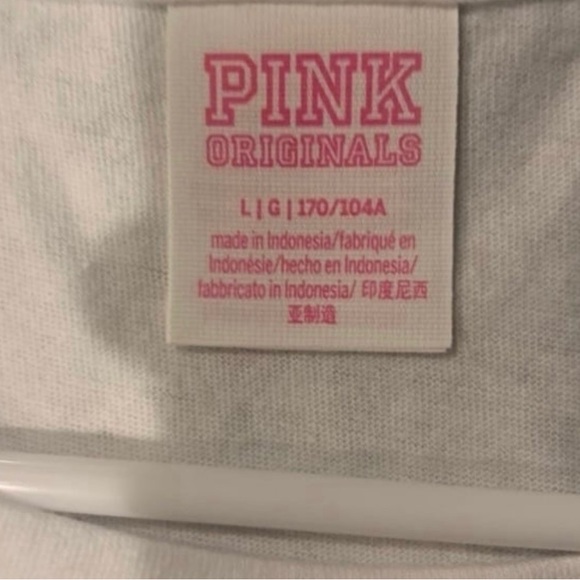 PINK
ORIGINALS
L | G | 170/104A
made in Indonesia/fabriqué en
Indonésie/hecho en Indonesia/
fabbricato in Indonesia/ 印度尼西
亚制造